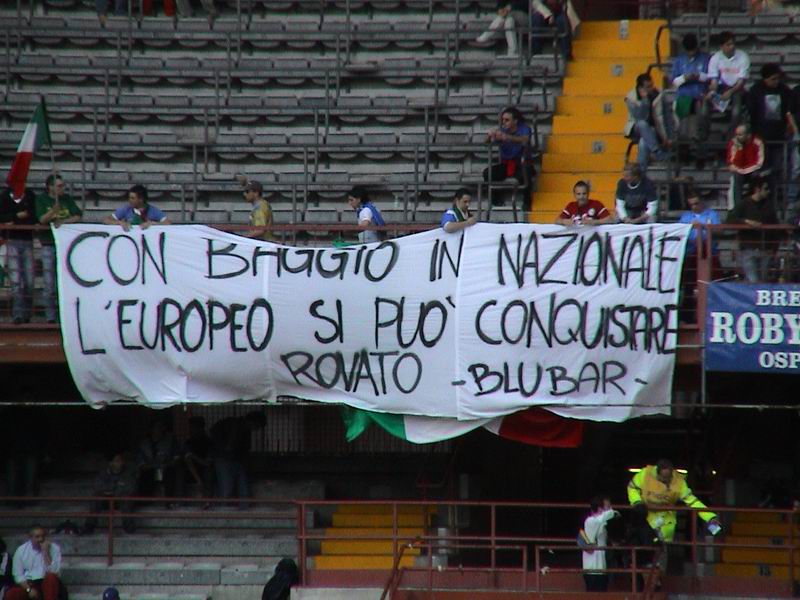 CON BAGGIO IN NAZIONALE
L'EUROPEO SI PUO' CONQUISTARE
ROVATO -BLUBAR-
BRE
ROBY
OSP